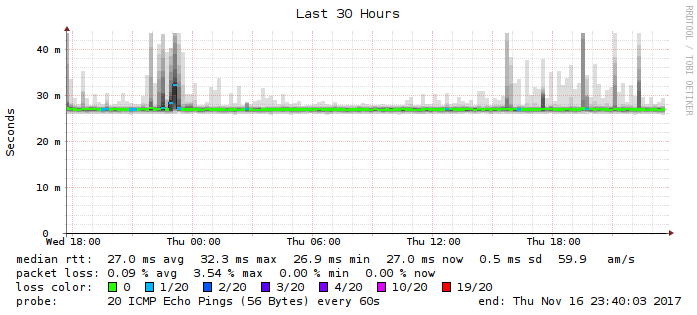 Last 30 Hours
RRDTOOL / TOBI OETIKER
Seconds
40 m
30 m
20 m
10 m
0
Wed 18:00 Thu 00:00 Thu 06:00 Thu 12:00 Thu 18:00
median rtt: 27.0 ms avg 32.3 ms max 26.9 ms min 27.0 ms now 0.5 ms sd 59.9 am/s
packet loss: 0.09 % avg 3.54 % max 0.00 % min 0.00 % now
loss color: 0 1/20 2/20 3/20 4/20 10/20 19/20
probe: 20 ICMP Echo Pings (56 Bytes) every 60s end: Thu Nov 16 23:40:03 2017